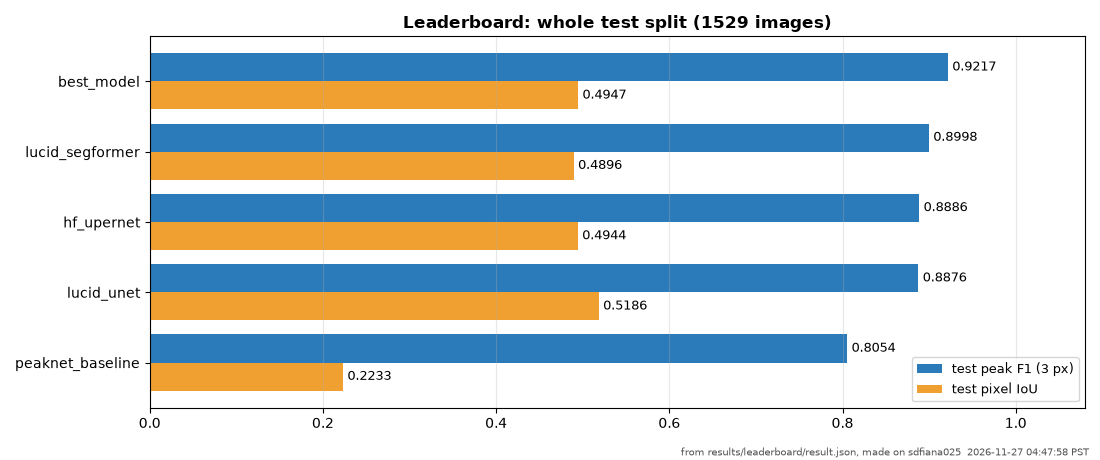 Leaderboard: whole test split (1529 images)
best_model
0.9217
0.4947
lucid_segformer
0.8998
0.4896
hf_upernet
0.8886
0.4944
lucid_unet
0.8876
0.5186
peaknet_baseline
0.8054
0.2233
test peak F1 (3 px)
test pixel IoU
0.0 0.2 0.4 0.6 0.8 1.0
from results/leaderboard/result.json, made on sdfiana025 2026-11-27 04:47:58 PST